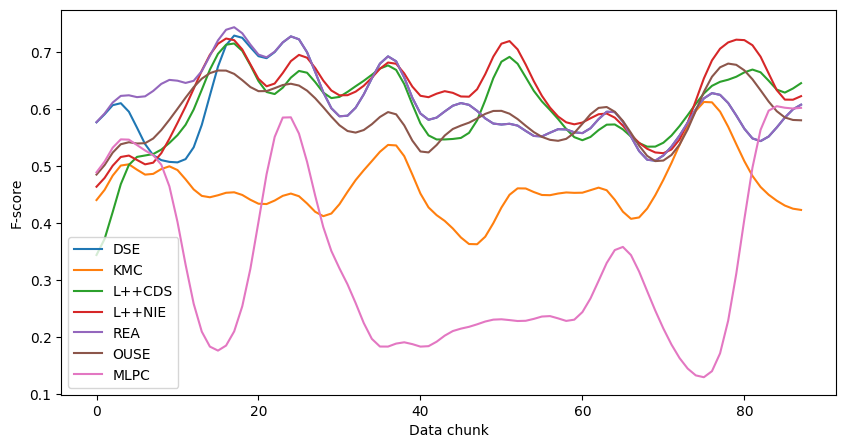 F-score
0.7
0.6
0.5
0.4
0.3
0.2
0.1
DSE
KMC
L++CDS
L++NIE
REA
OUSE
MLPC
0 20 40 60 80
Data chunk